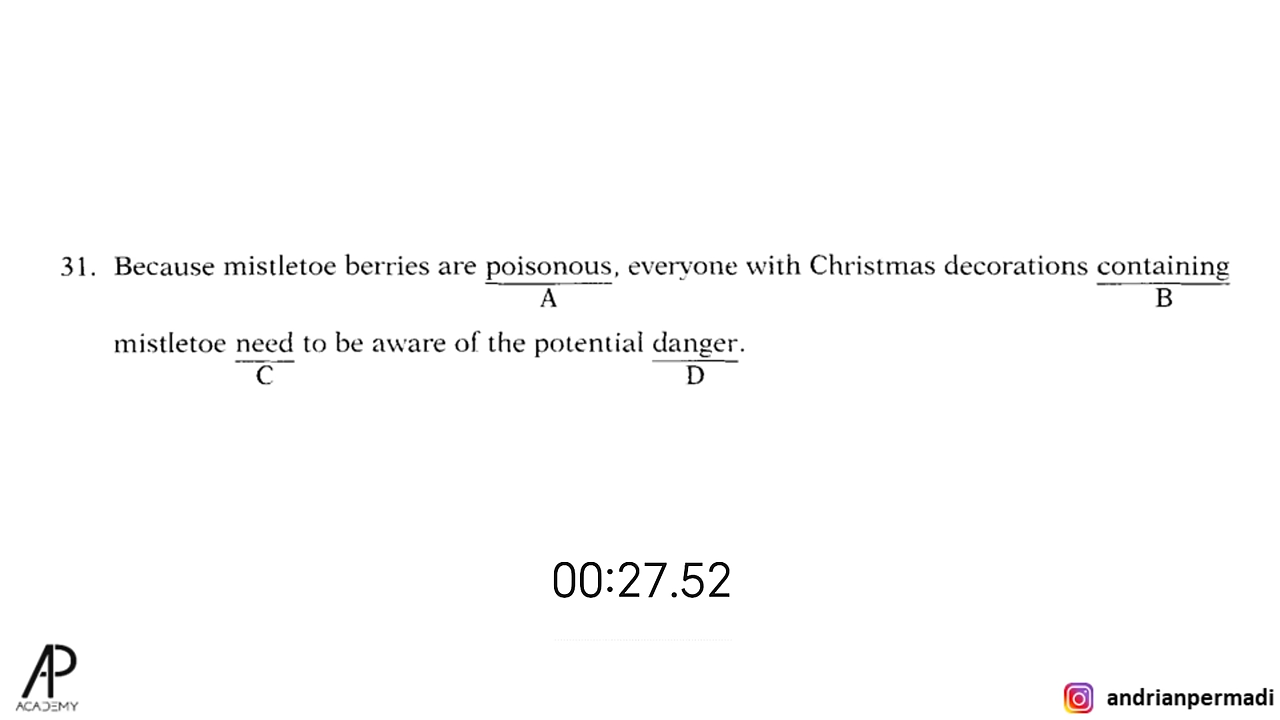 31. Because mistletoe berries are poisonous, everyone with Christmas decorations containing
A B
mistletoe need to be aware of the potential danger.
C D
00:27.52
AP
ACADEMY
andrianpermadi